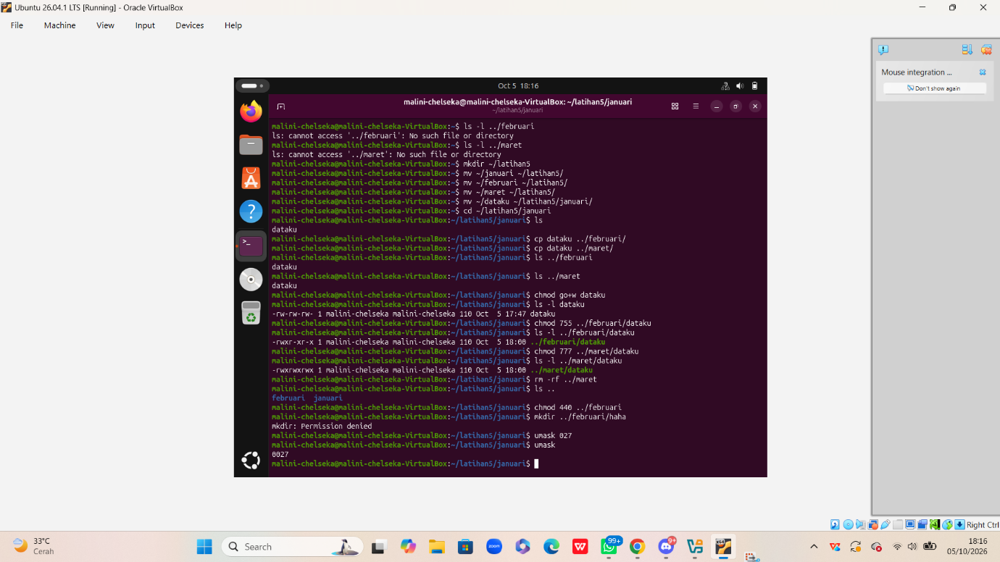 Ubuntu 26.04.1 LTS [Running] - Oracle VirtualBox
File Machine View Input Devices Help
Mouse integration ...
Don't show again
Oct 5 18:16
malini-chelseka@malini-chelseka-VirtualBox: ~/latihan5/januari
~/latihan5/januari
malini-chelseka@malini-chelseka-VirtualBox:~$ ls -l ../februari
ls: cannot access '../februari': No such file or directory
malini-chelseka@malini-chelseka-VirtualBox:~$ ls -l ../maret
ls: cannot access '../maret': No such file or directory
malini-chelseka@malini-chelseka-VirtualBox:~$ mkdir ~/latihan5
malini-chelseka@malini-chelseka-VirtualBox:~$ mv ~/januari ~/latihan5/
malini-chelseka@malini-chelseka-VirtualBox:~$ mv ~/februari ~/latihan5/
malini-chelseka@malini-chelseka-VirtualBox:~$ mv ~/maret ~/latihan5/
malini-chelseka@malini-chelseka-VirtualBox:~$ mv ~/dataku ~/latihan5/januari/
malini-chelseka@malini-chelseka-VirtualBox:~$ cd ~/latihan5/januari
malini-chelseka@malini-chelseka-VirtualBox:~/latihan5/januari$ ls
dataku
malini-chelseka@malini-chelseka-VirtualBox:~/latihan5/januari$ cp dataku ../februari/
malini-chelseka@malini-chelseka-VirtualBox:~/latihan5/januari$ cp dataku ../maret/
malini-chelseka@malini-chelseka-VirtualBox:~/latihan5/januari$ ls ../februari
dataku
malini-chelseka@malini-chelseka-VirtualBox:~/latihan5/januari$ ls ../maret
dataku
malini-chelseka@malini-chelseka-VirtualBox:~/latihan5/januari$ chmod go+w dataku
malini-chelseka@malini-chelseka-VirtualBox:~/latihan5/januari$ ls -l dataku
-rw-rw-rw- 1 malini-chelseka malini-chelseka 110 Oct  5 17:47 dataku
malini-chelseka@malini-chelseka-VirtualBox:~/latihan5/januari$ chmod 755 ../februari/dataku
malini-chelseka@malini-chelseka-VirtualBox:~/latihan5/januari$ ls -l ../februari/dataku
-rwxr-xr-x 1 malini-chelseka malini-chelseka 110 Oct  5 18:00 ../februari/dataku
malini-chelseka@malini-chelseka-VirtualBox:~/latihan5/januari$ chmod 777 ../maret/dataku
malini-chelseka@malini-chelseka-VirtualBox:~/latihan5/januari$ ls -l ../maret/dataku
-rwxrwxrwx 1 malini-chelseka malini-chelseka 110 Oct  5 18:00 ../maret/dataku
malini-chelseka@malini-chelseka-VirtualBox:~/latihan5/januari$ rm -rf ../maret
malini-chelseka@malini-chelseka-VirtualBox:~/latihan5/januari$ ls ..
februari  januari
malini-chelseka@malini-chelseka-VirtualBox:~/latihan5/januari$ chmod 440 ../februari
malini-chelseka@malini-chelseka-VirtualBox:~/latihan5/januari$ mkdir ../februari/haha
mkdir: Permission denied
malini-chelseka@malini-chelseka-VirtualBox:~/latihan5/januari$ umask 027
malini-chelseka@malini-chelseka-VirtualBox:~/latihan5/januari$ umask
0027
malini-chelseka@malini-chelseka-VirtualBox:~/latihan5/januari$
Right Ctrl
33°C
Cerah
Search
zoom
99+
9+
18:16
05/10/2026